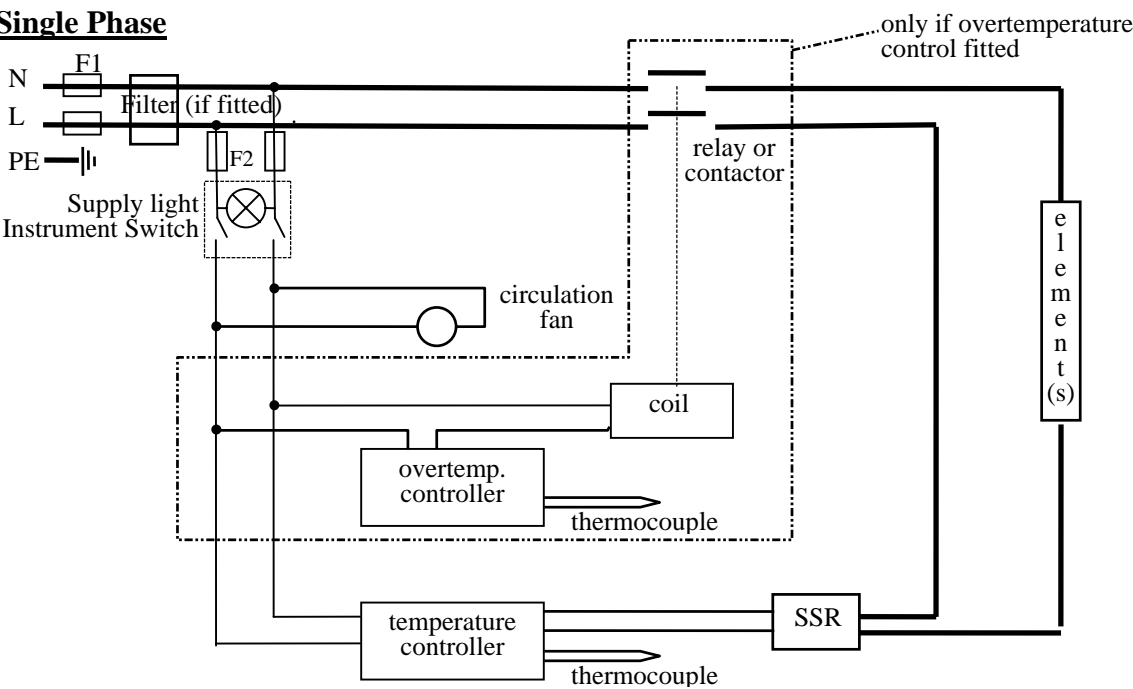 Single Phase
only if overtemperature
control fitted
F1
N
Filter (if fitted)
L
PE
F2
relay or
contactor
Supply light
Instrument Switch
circulation
fan
element(s)
coil
overtemp.
controller
thermocouple
temperature
controller
SSR
thermocouple